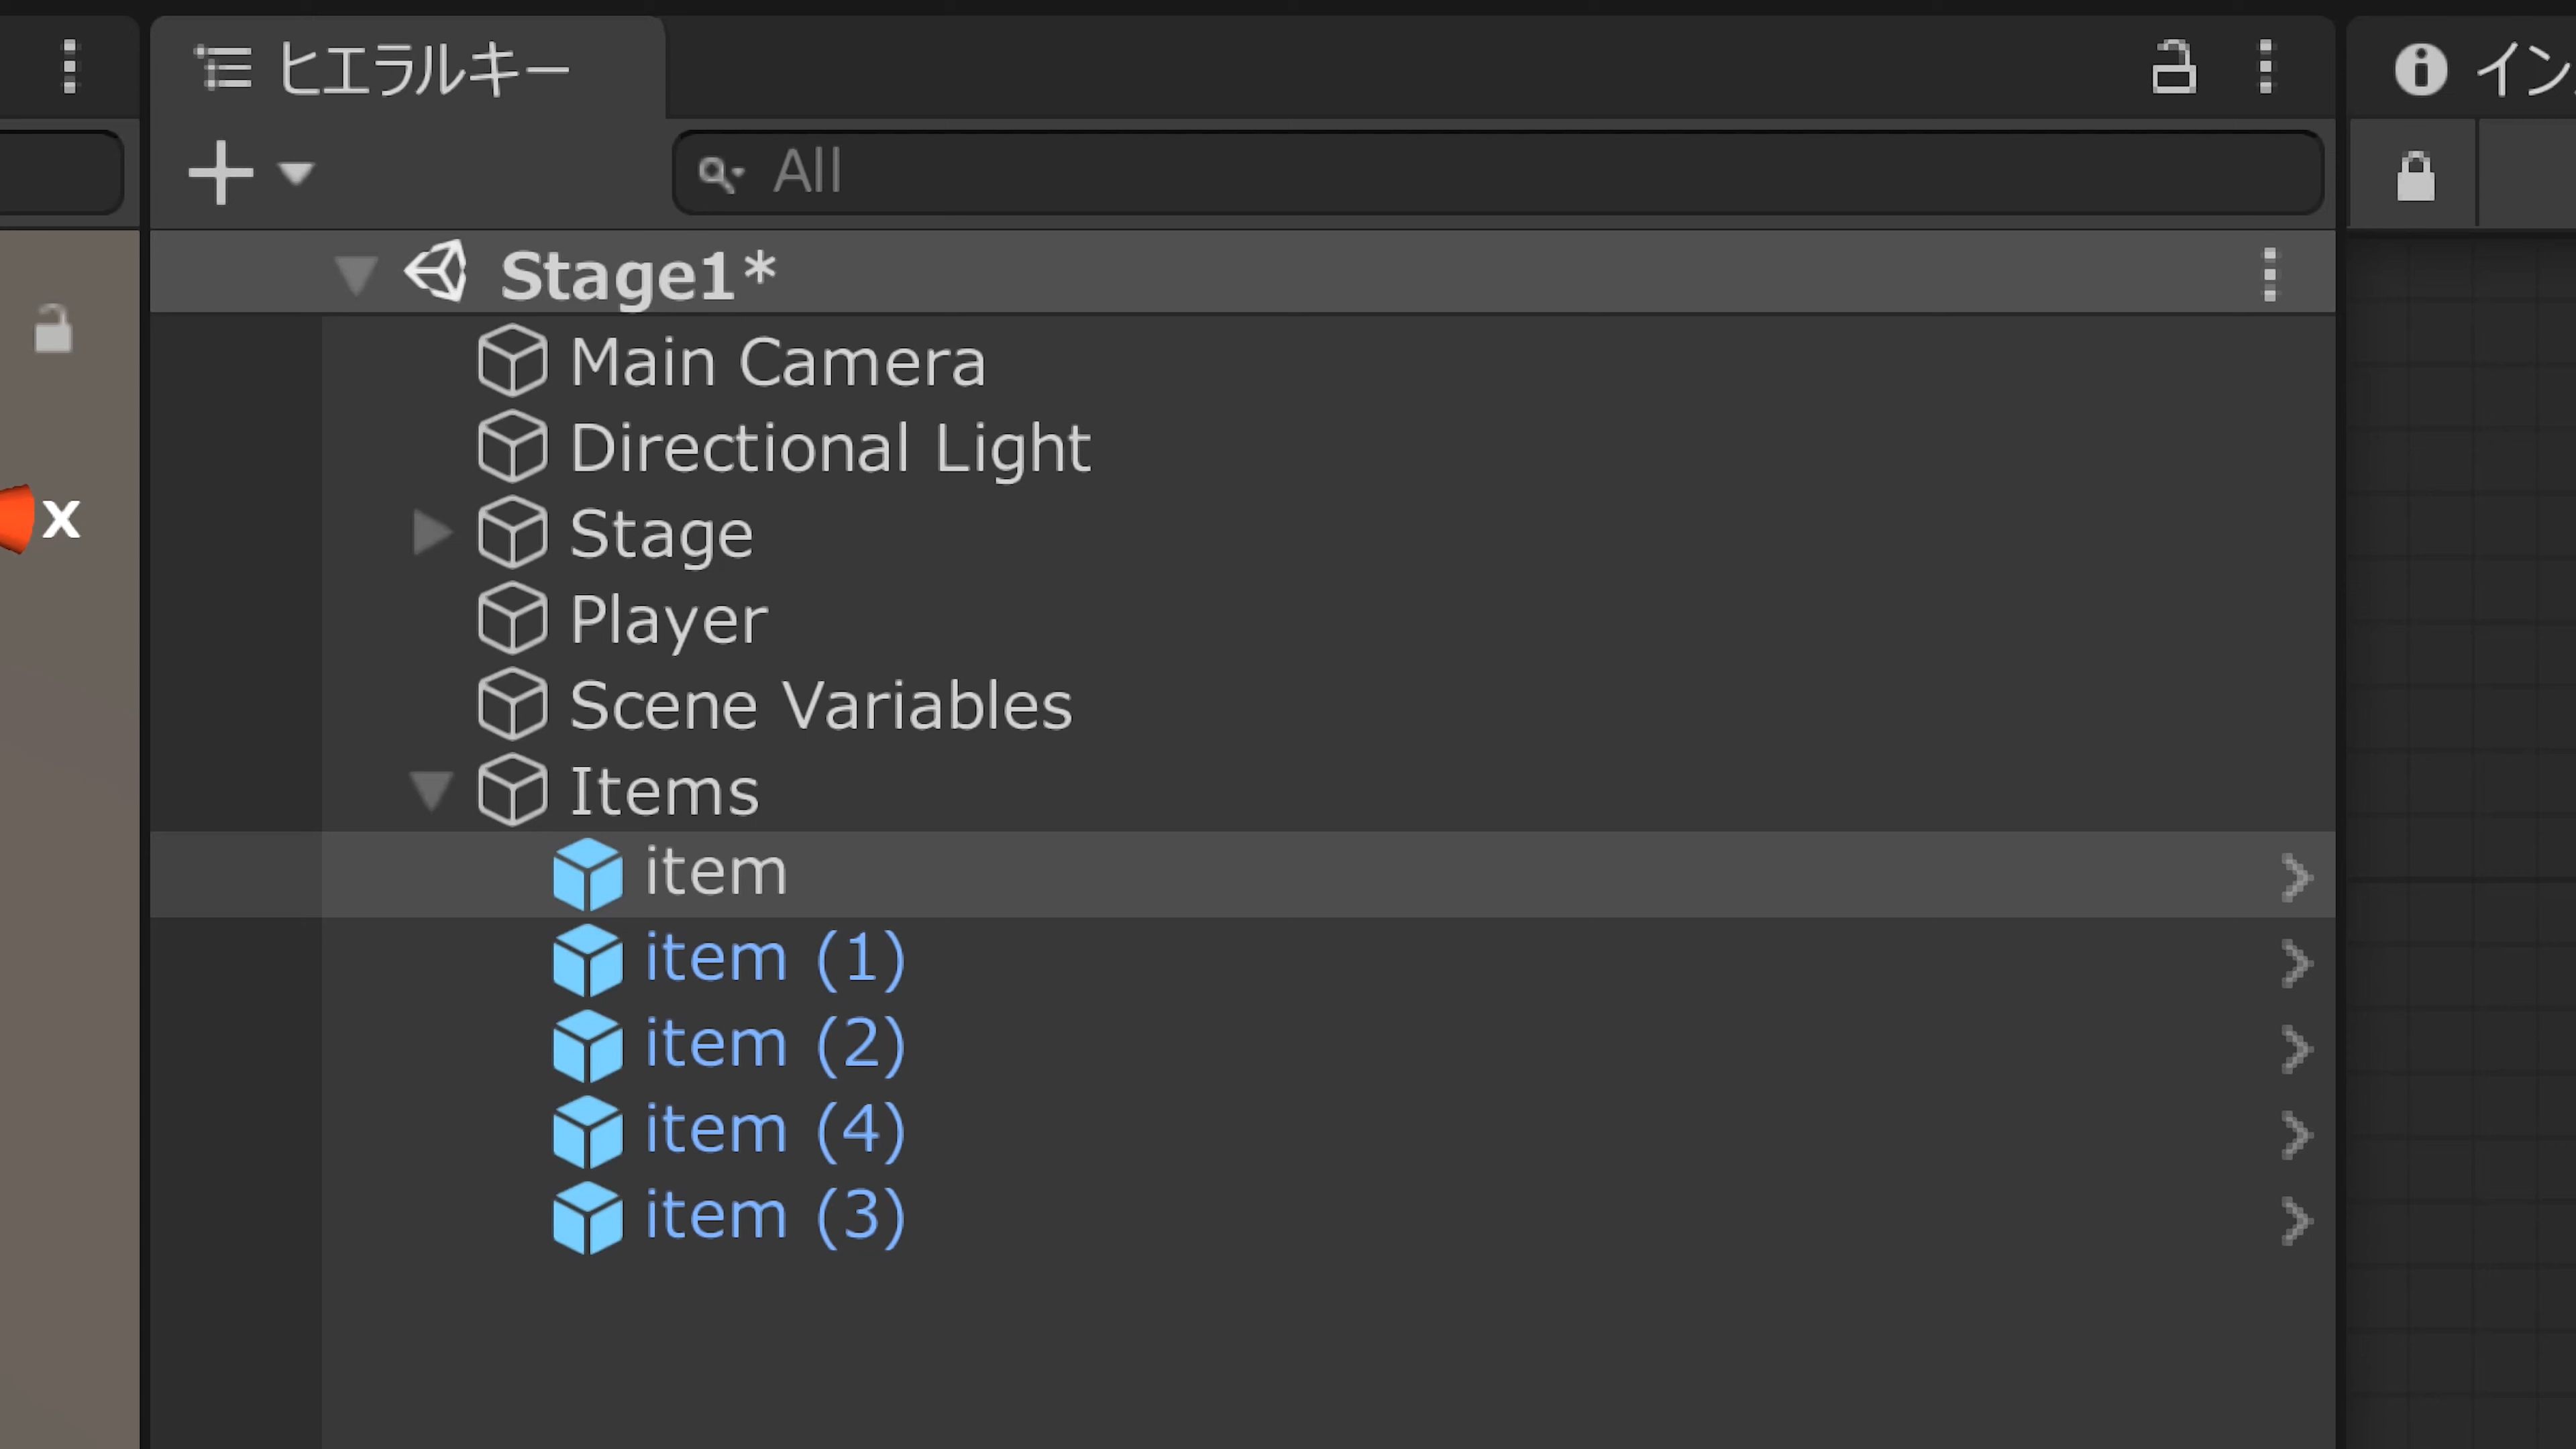 ヒエラルキー
イン
All
Stage1*
Main Camera
Directional Light
Stage
x
Player
Scene Variables
Items
item
item (1)
item (2)
item (4)
item (3)